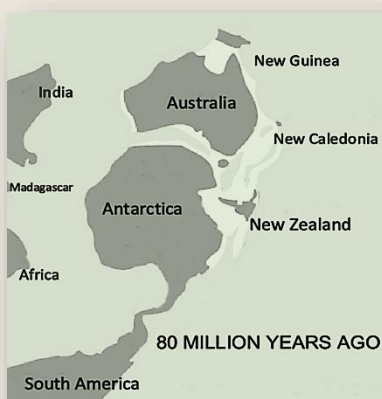 New Guinea
India
Australia
New Caledonia
Madagascar
Antarctica
New Zealand
Africa
80 MILLION YEARS AGO
South America